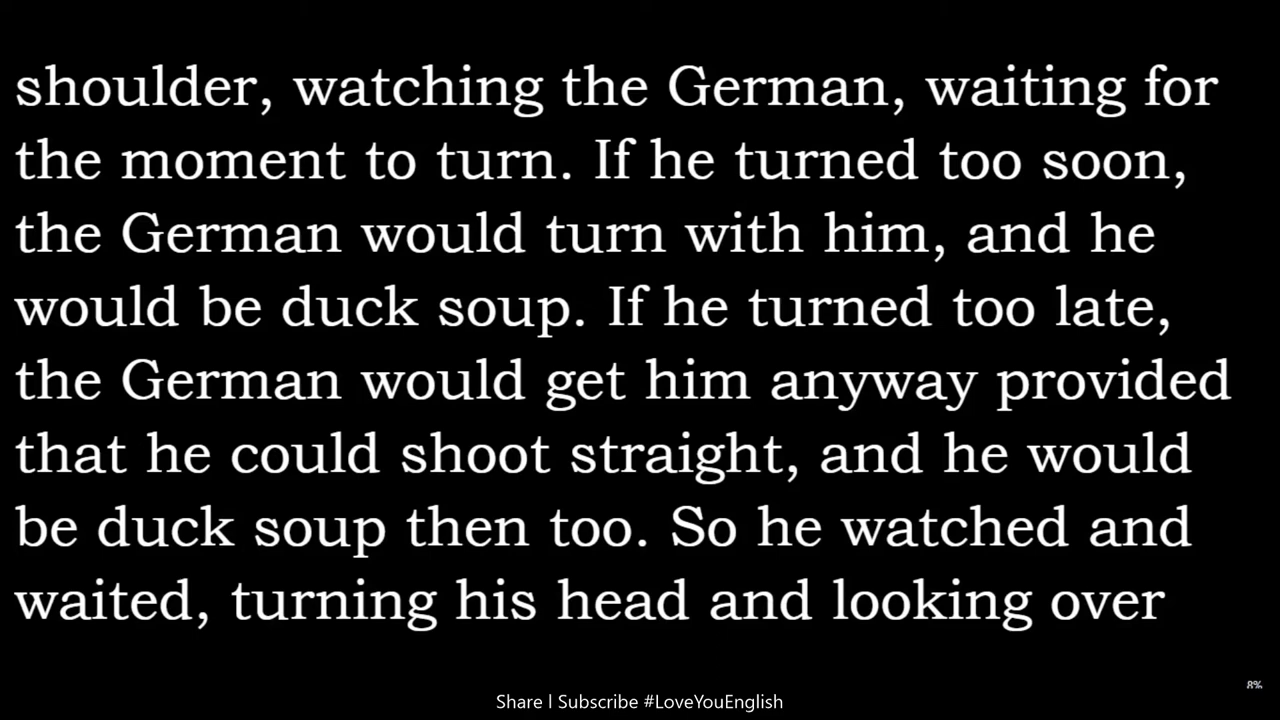 shoulder, watching the German, waiting for
the moment to turn. If he turned too soon,
the German would turn with him, and he
would be duck soup. If he turned too late,
the German would get him anyway provided
that he could shoot straight, and he would
be duck soup then too. So he watched and
waited, turning his head and looking over
8%
Share | Subscribe #LoveYouEnglish